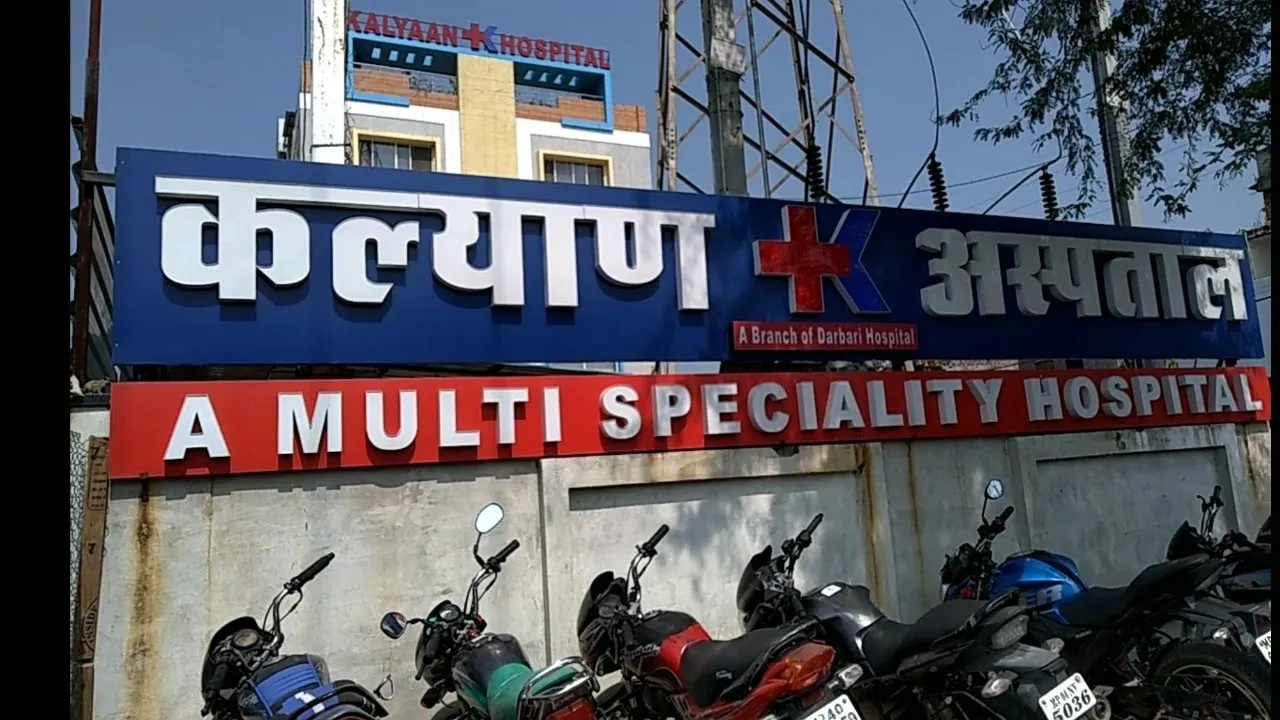 KALYAAN K HOSPITAL
कल्याण K अस्पताल
A Branch of Darbari Hospital
A MULTI SPECIALITY HOSPITAL
5036